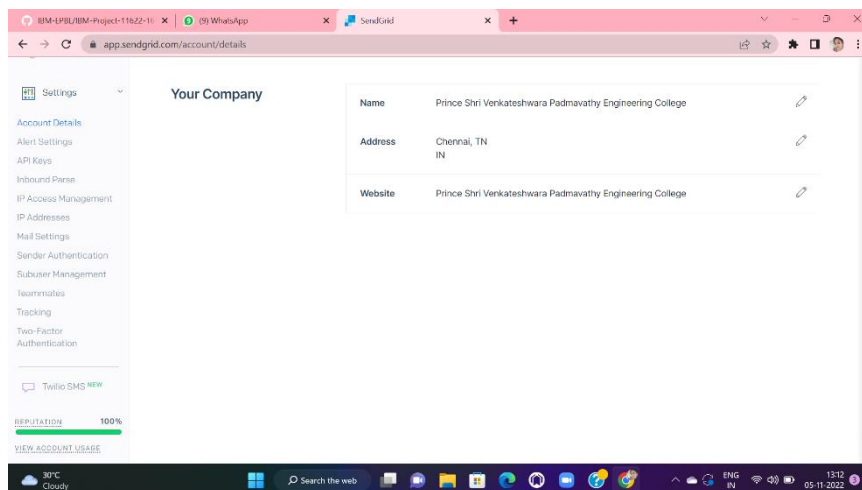 IBM-EPBL/IBM-Project-11622-16
(9) WhatsApp
SendGrid
app.sendgrid.com/account/details
Settings
Account Details
Alert Settings
API Keys
Inbound Parse
IP Access Management
IP Addresses
Mail Settings
Sender Authentication
Subuser Management
Teammates
Tracking
Two-Factor
Authentication
Twilio SMS NEW
REPUTATION 100%
VIEW ACCOUNT USAGE
Your Company
Name Prince Shri Venkateshwara Padmavathy Engineering College
Address Chennai, TN
IN
Website Prince Shri Venkateshwara Padmavathy Engineering College
30°C
Cloudy
Search the web
ENG
IN
13:12
05-11-2022